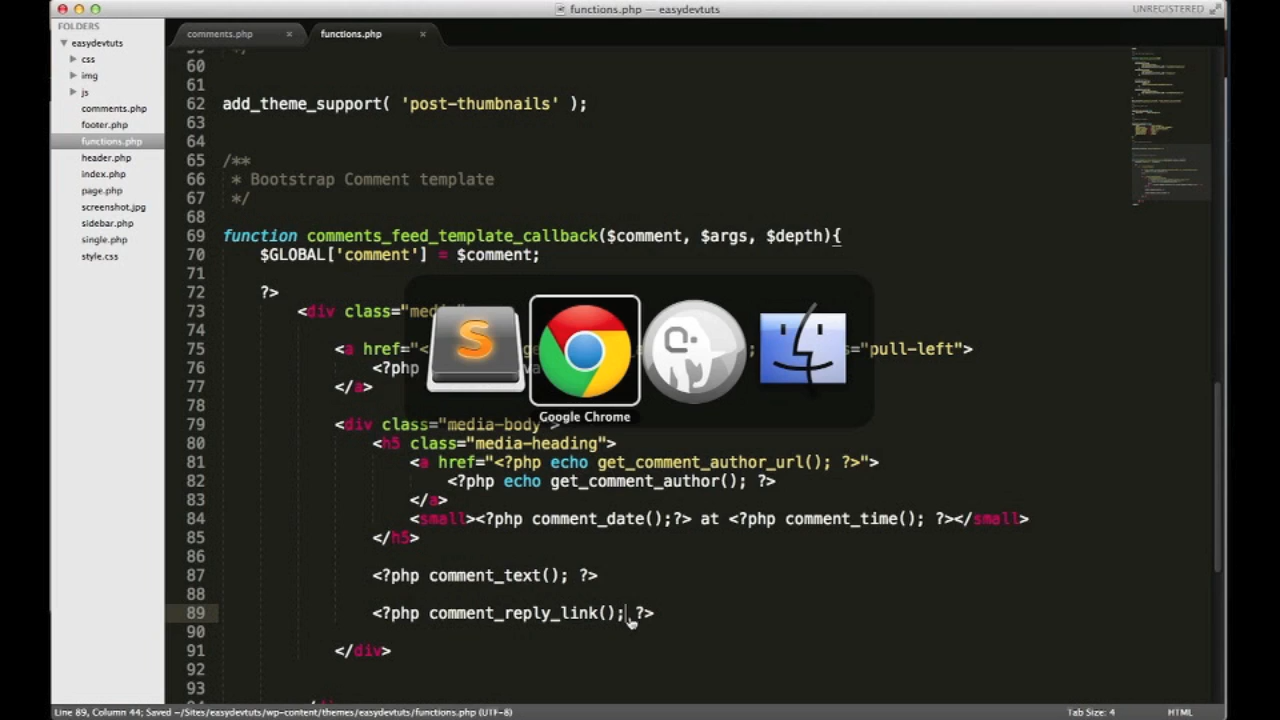 functions.php — easydevtuts
UNREGISTERED
FOLDERS
easydevtuts
css
img
js
comments.php
footer.php
functions.php
header.php
index.php
page.php
screenshot.jpg
sidebar.php
single.php
style.css
comments.php ×
functions.php ×
60
61
62 add_theme_support( 'post-thumbnails' );
63
64
65 /**
66 * Bootstrap Comment template
67 */
68
69 function comments_feed_template_callback($comment, $args, $depth){
70 $GLOBAL['comment'] = $comment;
71
72 ?>
73 <div class="med
74
75 <a href="< "pull-left">
76 <?php
77 </a>
78
79 <div class="media-body">
80 <h5 class="media-heading">
81 <a href="<?php echo get_comment_author_url(); ?>">
82 <?php echo get_comment_author(); ?>
83 </a>
84 <small><?php comment_date();?> at <?php comment_time(); ?></small>
85 </h5>
86
87 <?php comment_text(); ?>
88
89 <?php comment_reply_link(); ?>
90
91 </div>
92
93
Google Chrome
Line 89, Column 44; Saved ~/Sites/easydevtuts/wp-content/themes/easydevtuts/functions.php (UTF-8)
Tab Size: 4
HTML